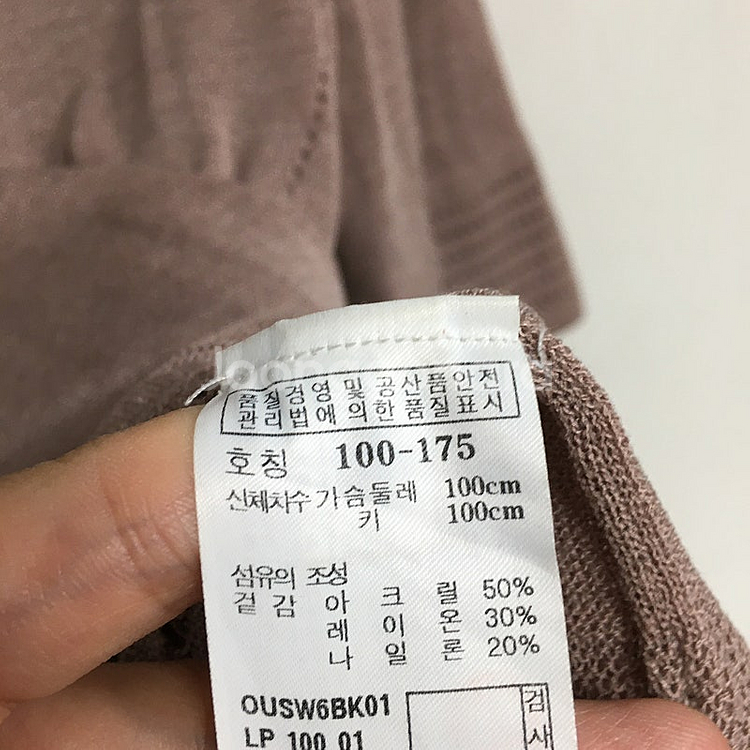 품질경영 및 공산품안전
관리법에 의한 품질표시
호칭 100-175
신체치수 가슴둘레 100cm
키 100cm
섬유의 조성
겉감 아크릴 50%
레이온 30%
나일론 20%
OUSW6BK01
검
LP 100 01
사